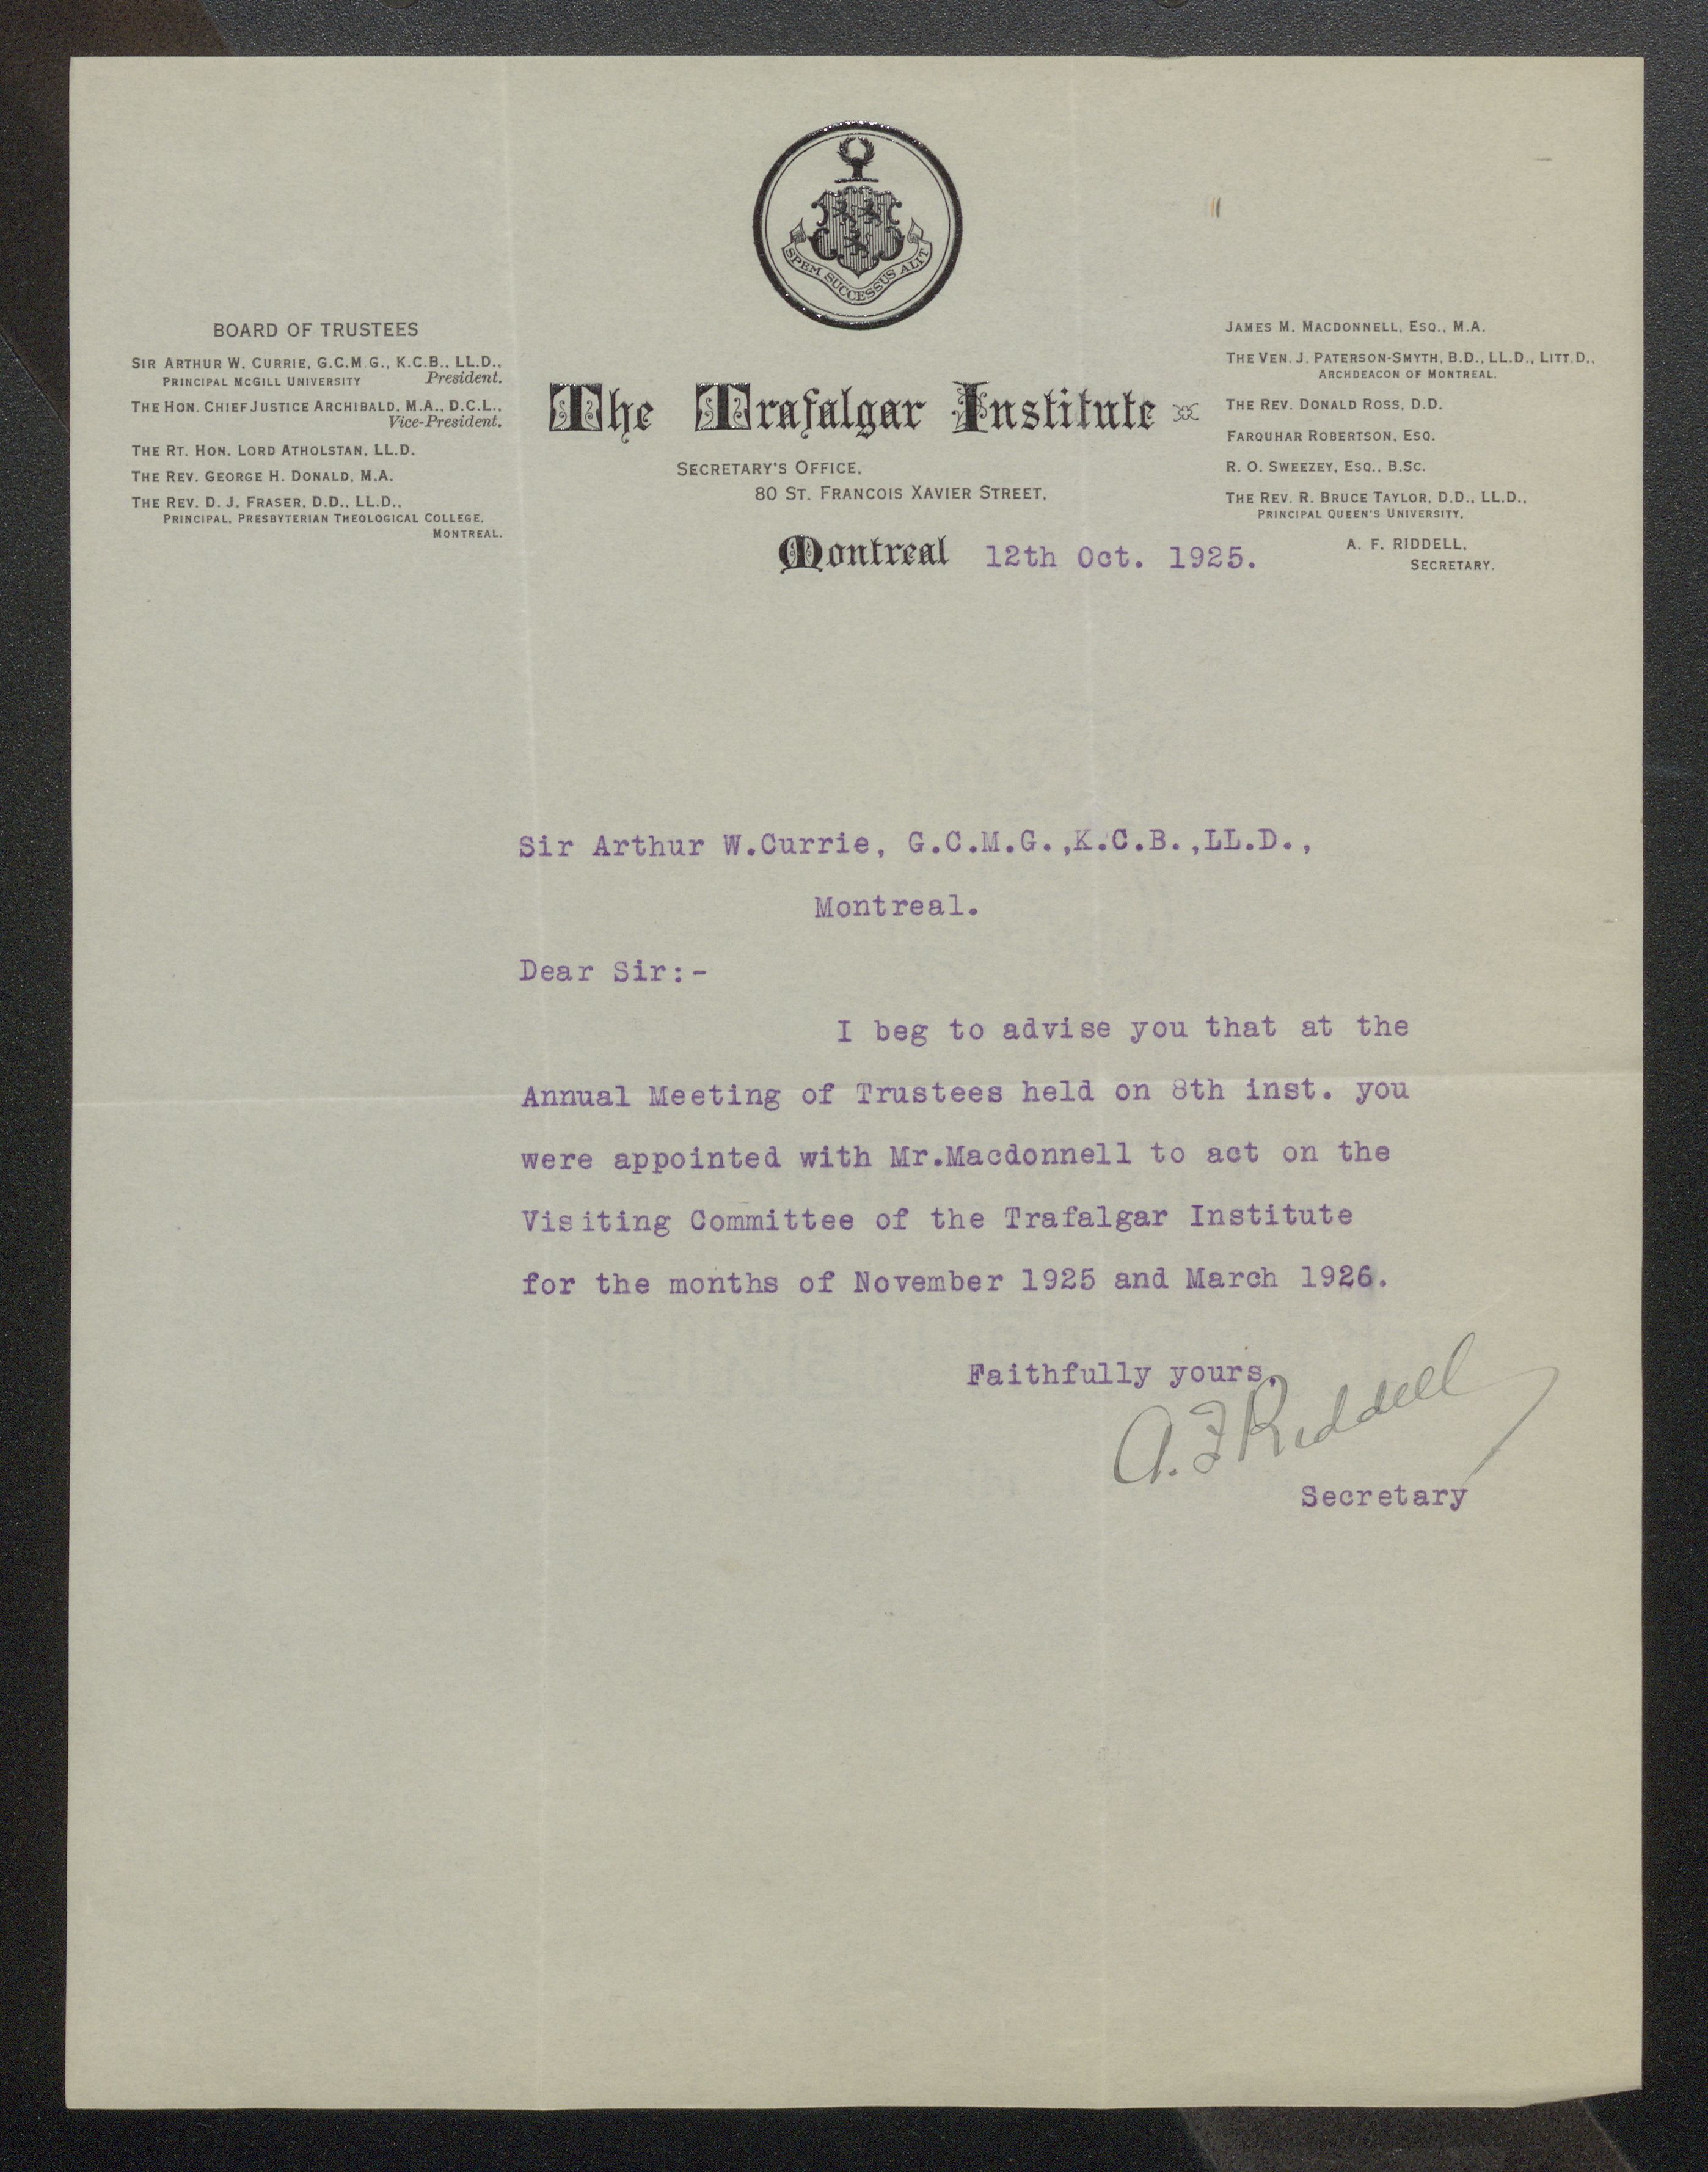 SPEM SUCCESSUS ALIT
BOARD OF TRUSTEES
SIR ARTHUR W. CURRIE, G.C.M.G., K.C.B., LL.D.,
PRINCIPAL MCGILL UNIVERSITY President.
THE HON. CHIEF JUSTICE ARCHIBALD, M.A., D.C.L.,
Vice-President.
THE RT. HON. LORD ATHOLSTAN, LL.D.
THE REV. GEORGE H. DONALD, M.A.
THE REV. D. J. FRASER, D.D., LL.D.,
PRINCIPAL, PRESBYTERIAN THEOLOGICAL COLLEGE,
MONTREAL.
The Trafalgar Institute
SECRETARY'S OFFICE,
80 ST. FRANCOIS XAVIER STREET,
Montreal 12th Oct. 1925.
JAMES M. MACDONNELL, ESQ., M.A.
THE VEN. J. PATERSON-SMYTH, B.D., LL.D., LITT.D.,
ARCHDEACON OF MONTREAL.
THE REV. DONALD ROSS, D.D.
FARQUHAR ROBERTSON, ESQ.
R. O. SWEEZEY, ESQ., B.SC.
THE REV. R. BRUCE TAYLOR, D.D., LL.D.,
PRINCIPAL QUEEN'S UNIVERSITY.
A. F. RIDDELL,
SECRETARY.
Sir Arthur W.Currie, G.C.M.G.,K.C.B.,LL.D.,
Montreal.
Dear Sir:-
I beg to advise you that at the
Annual Meeting of Trustees held on 8th inst. you
were appointed with Mr.Macdonnell to act on the
Visiting Committee of the Trafalgar Institute
for the months of November 1925 and March 1926.
Faithfully yours,
A. F Riddell
Secretary